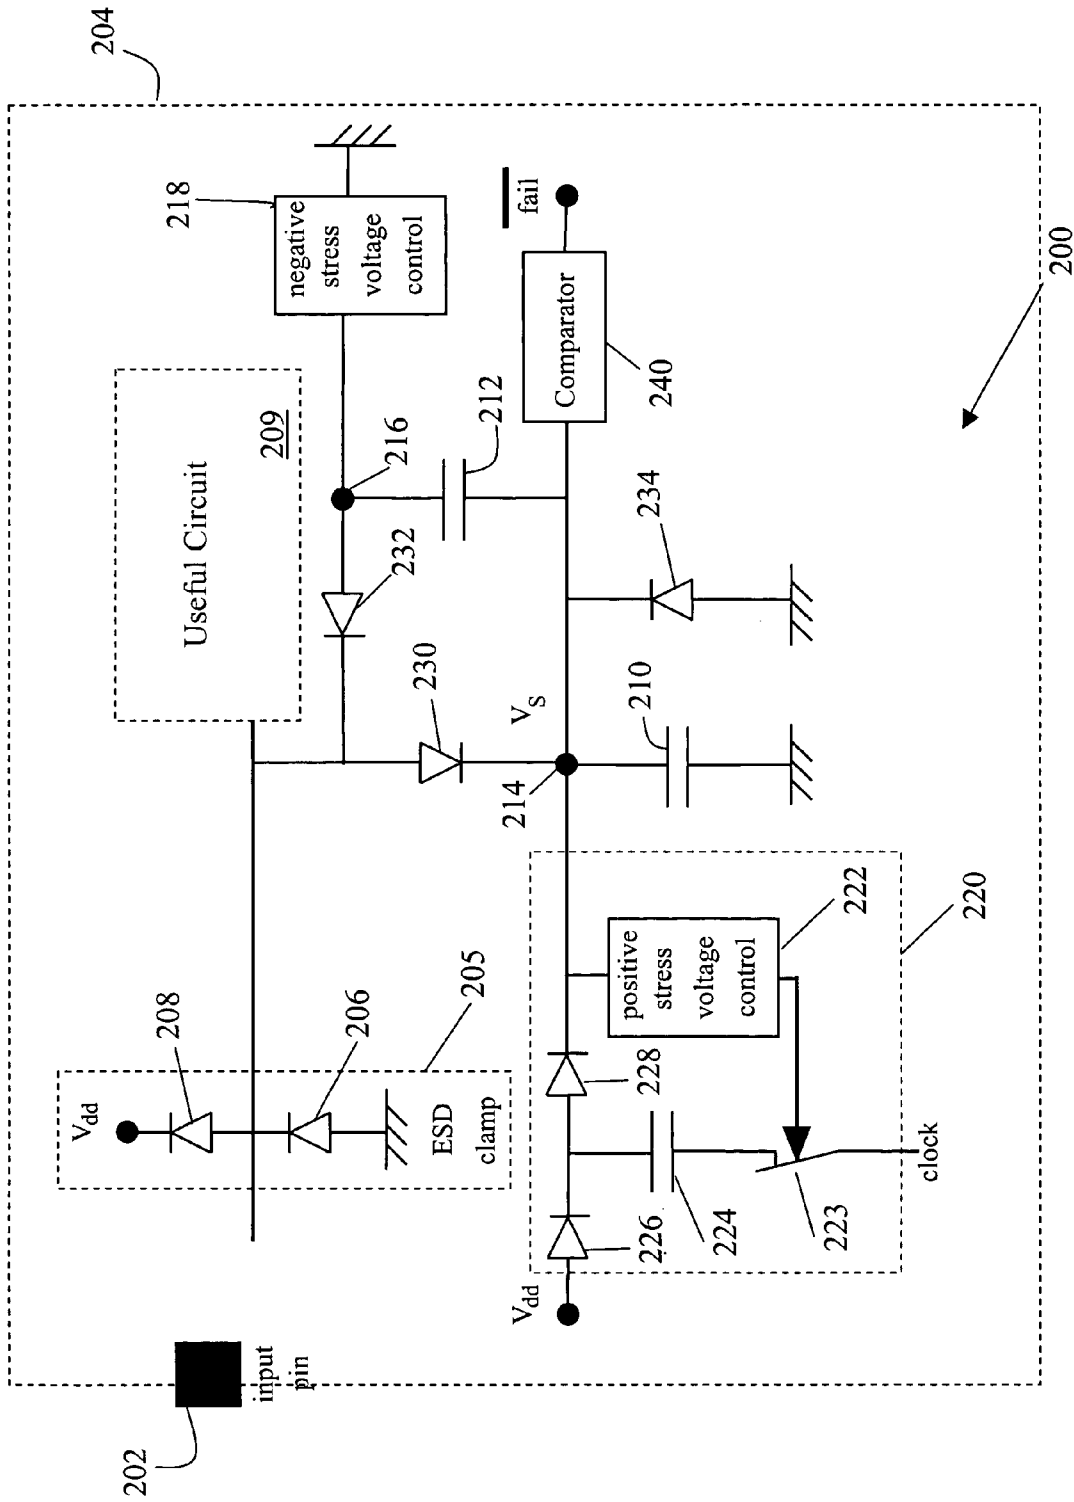 204
218
negative
stress
voltage
control
fail
200
Useful Circuit
209
216
212
Comparator
240
232
234
230
V_S
214
210
208
V_dd
206
205
ESD
clamp
220
222
positive
stress
voltage
control
228
226
224
223
clock
V_dd
202
input
pin